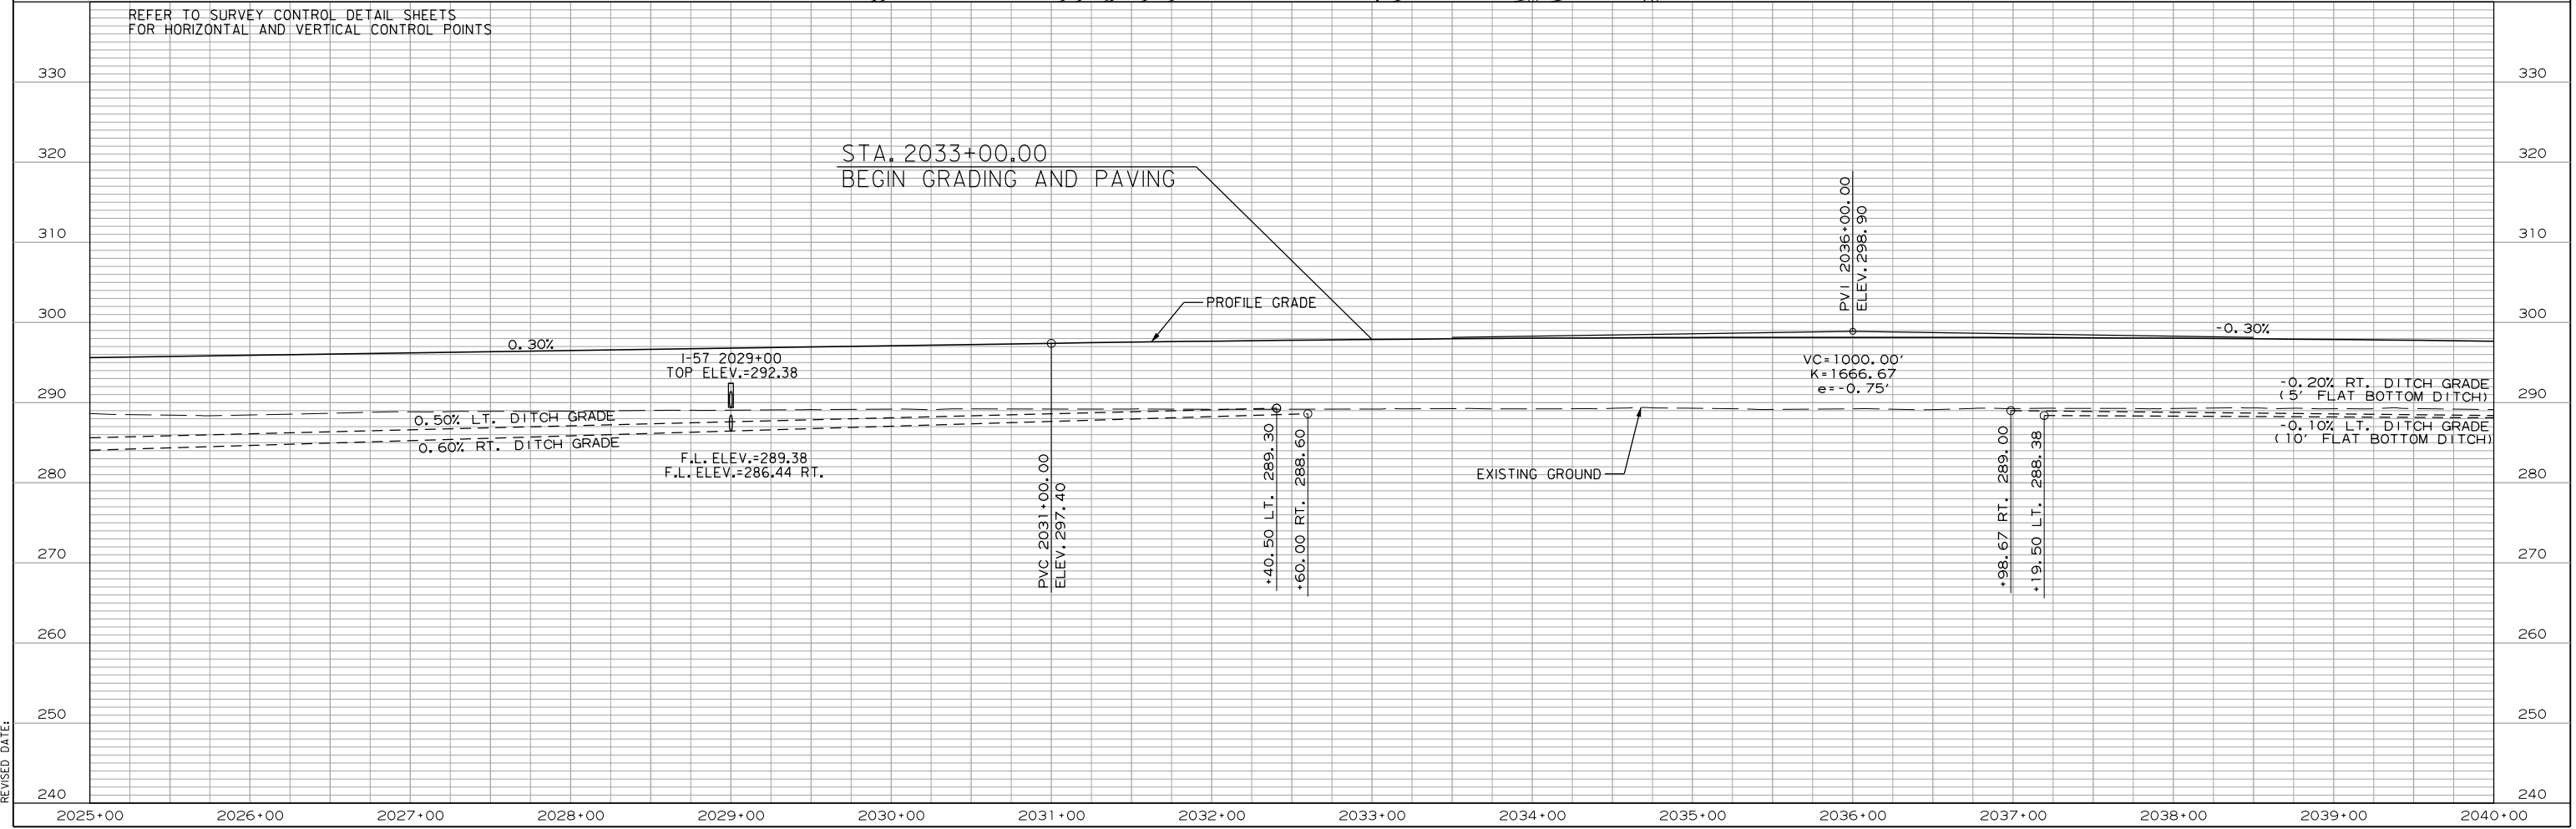 REFER TO SURVEY CONTROL DETAIL SHEETS
FOR HORIZONTAL AND VERTICAL CONTROL POINTS
330
330
320
320
STA. 2033+00.00
BEGIN GRADING AND PAVING
PVI 2036+00.00
ELEV. 298.90
310
310
PROFILE GRADE
300
300
0.30%
-0.30%
I-57 2029+00
TOP ELEV.=292.38
VC=1000.00'
K=1666.67
e=-0.75'
290
290
-0.20% RT. DITCH GRADE
(5' FLAT BOTTOM DITCH)
0.50% LT. DITCH GRADE
0.60% RT. DITCH GRADE
-0.10% LT. DITCH GRADE
(10' FLAT BOTTOM DITCH)
F.L. ELEV.=289.38
F.L. ELEV.=286.44 RT.
EXISTING GROUND
280
280
PVC 2031+00.00
ELEV. 297.40
+40.50 LT. 289.30
+60.00 RT. 288.60
+98.67 RT. 289.00
+19.50 LT. 288.38
270
270
260
260
250
250
REVISED DATE:
240
240
2025+00 2026+00 2027+00 2028+00 2029+00 2030+00 2031+00 2032+00 2033+00 2034+00 2035+00 2036+00 2037+00 2038+00 2039+00 2040+00